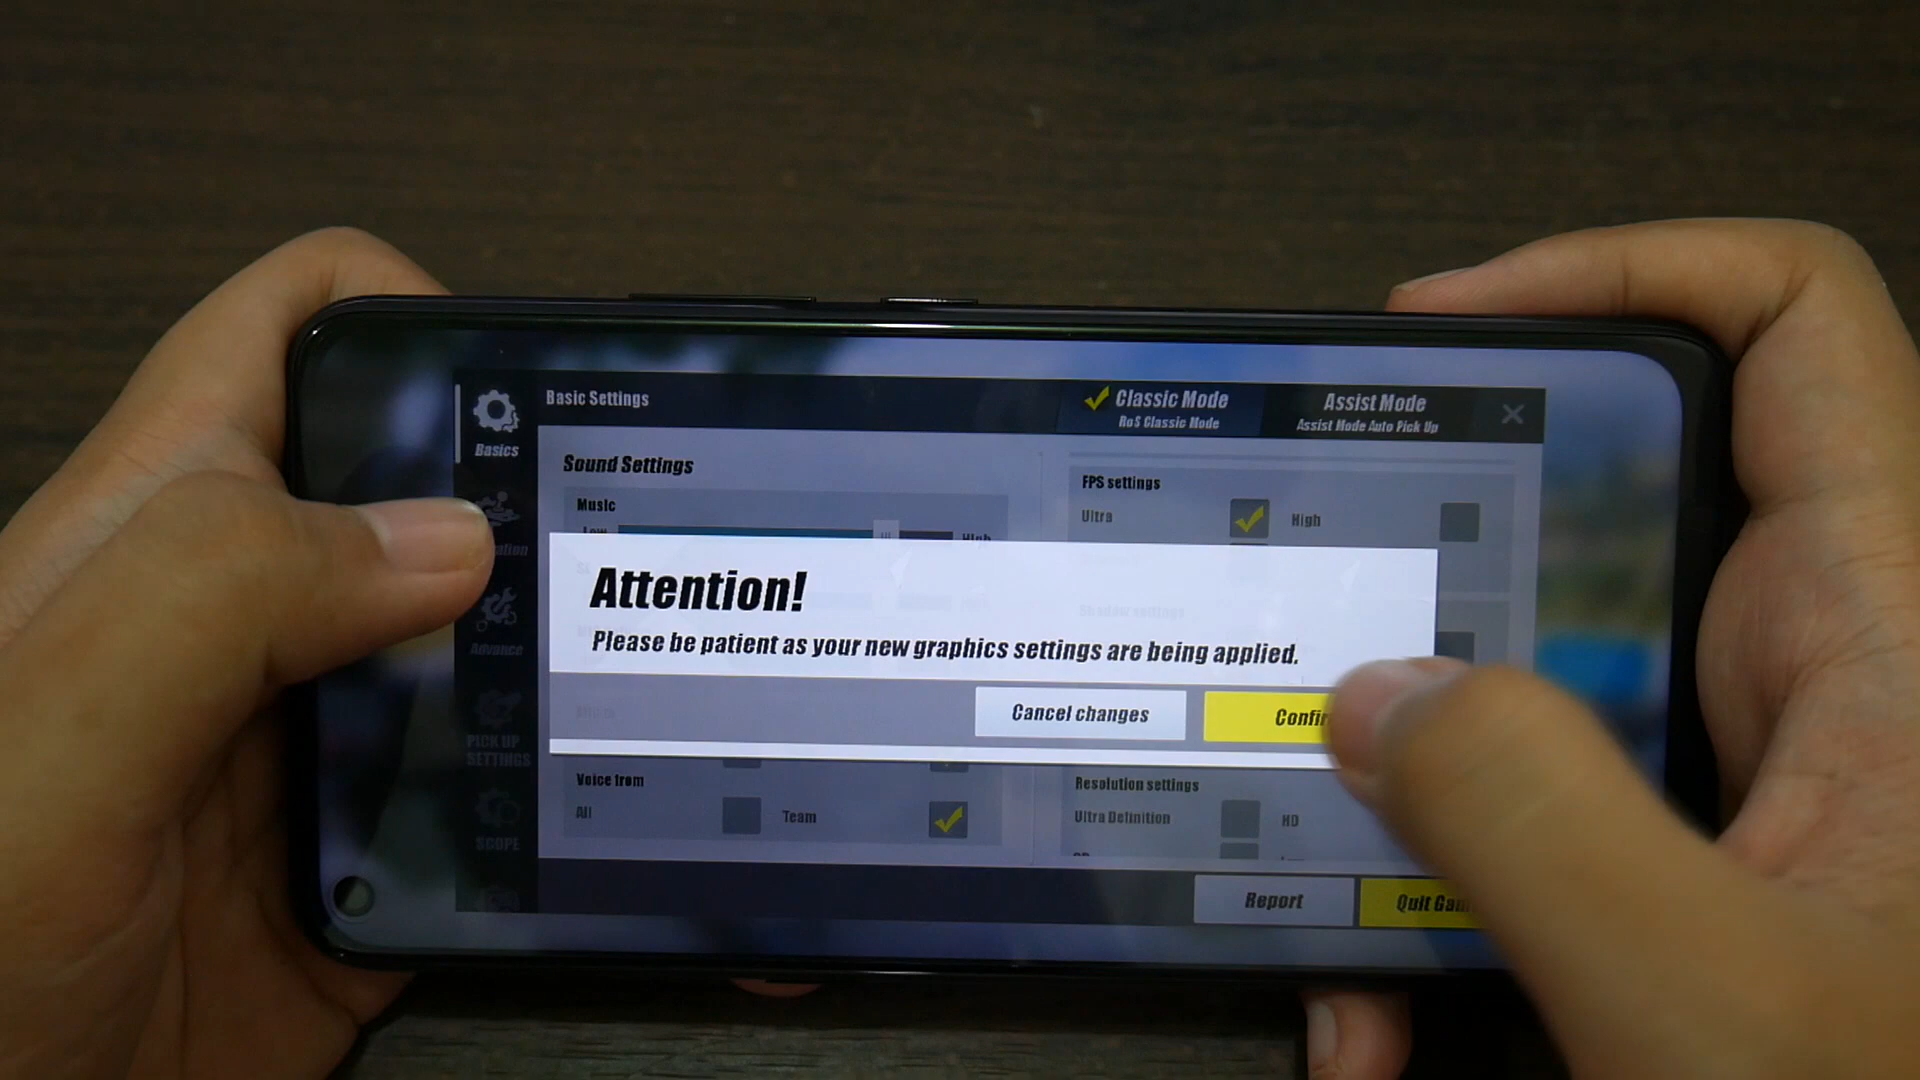 Basic Settings
Classic Mode
RoS Classic Mode
Assist Mode
Assist Mode Auto Pick Up
Basics
Advance
PICK UP
SETTINGS
SCOPE
Sound Settings
Music
Low
High
FPS settings
Ultra
High
Attention!
Please be patient as your new graphics settings are being applied.
Cancel changes
Voice from
All
Team
Resolution settings
Ultra Definition
HD
Report
Quit